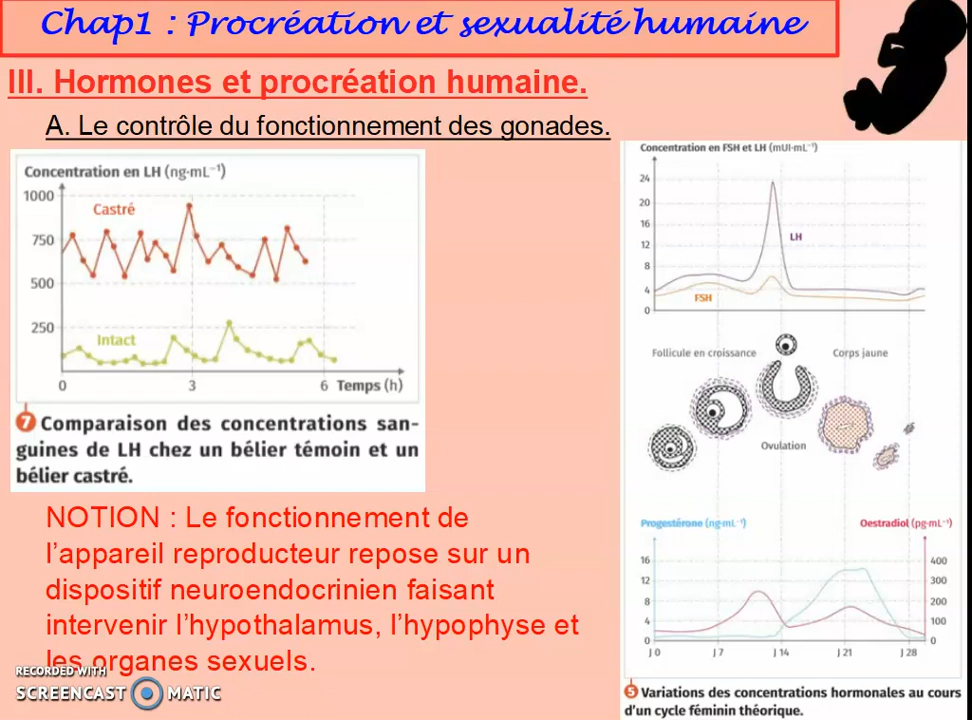 Chap1 : Procréation et sexualité humaine
III. Hormones et procréation humaine.
A. Le contrôle du fonctionnement des gonades.
Concentration en LH (ng·mL⁻¹)
1000
Castré
750
500
250
Intact
0 3 6 Temps (h)
7 Comparaison des concentrations san-
guines de LH chez un bélier témoin et un
bélier castré.
NOTION : Le fonctionnement de
l'appareil reproducteur repose sur un
dispositif neuroendocrinien faisant
intervenir l'hypothalamus, l'hypophyse et
les organes sexuels.
RECORDED WITH
SCREENCAST MATIC
Concentration en FSH et LH (mUI·mL⁻¹)
24
20
16
12
8
4
0
LH
FSH
Follicule en croissance
Corps jaune
Ovulation
Progestérone (ng·mL⁻¹) Oestradiol (pg·mL⁻¹)
16 400
12 300
8 200
4 100
0 0
J 0 J 7 J 14 J 21 J 28
5 Variations des concentrations hormonales au cours
d'un cycle féminin théorique.